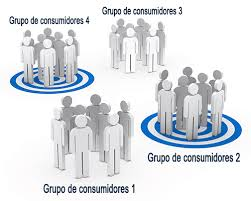 Grupo de consumidores 3
Grupo de consumidores 4
Grupo de consumidores 2
Grupo de consumidores 1